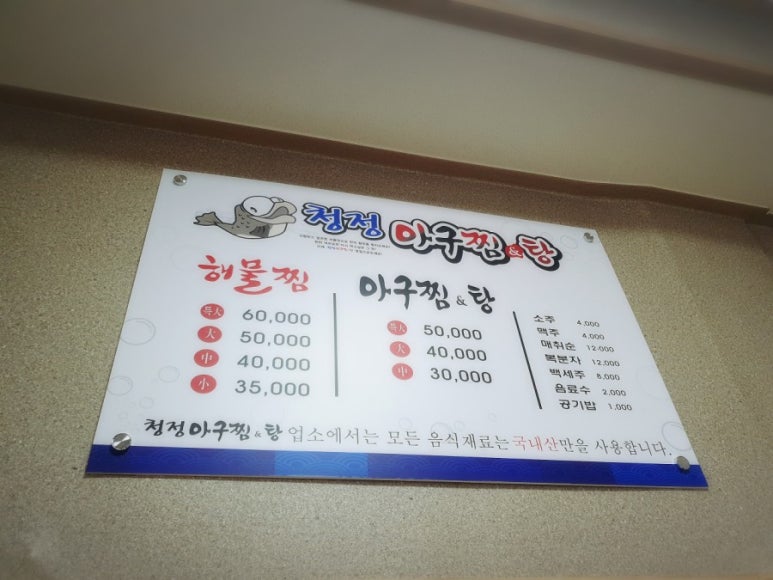 청정 아구찜&탕
해물찜
特大 60,000
大 50,000
中 40,000
小 35,000
아구찜&탕
特大 50,000
大 40,000
中 30,000
소주 4,000
맥주 4,000
매취순 12,000
복분자 12,000
백세주 8,000
음료수 2,000
공기밥 1,000
청정아구찜&탕 업소에서는 모든 음식재료는 국내산만을 사용합니다.